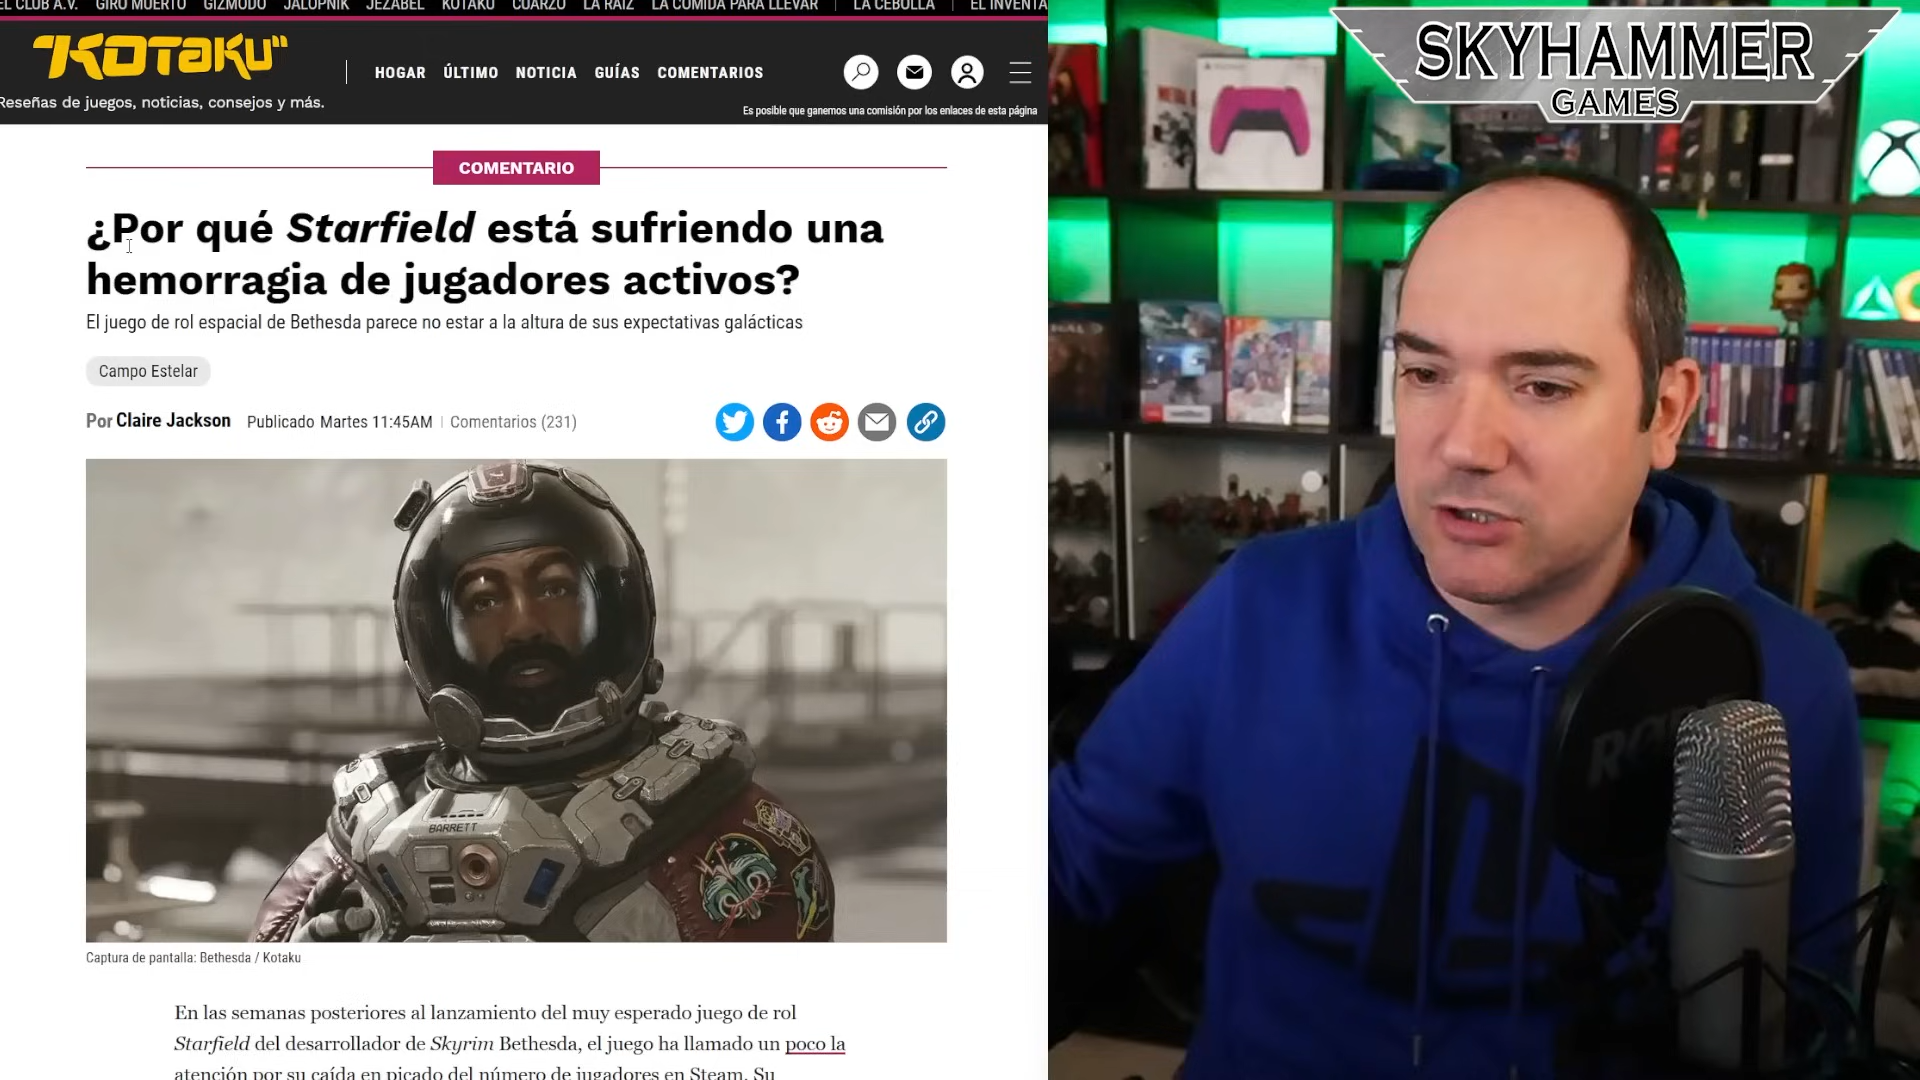 EL CLUB A.V. GIRO MUERTO GIZMODO JALOPNIK JEZABEL KOTAKU CUARZO LA RAÍZ LA COMIDA PARA LLEVAR LA CEBOLLA EL INVENTA
"KOTAKU"
HOGAR ÚLTIMO NOTICIA GUÍAS COMENTARIOS
Reseñas de juegos, noticias, consejos y más.
Es posible que ganemos una comisión por los enlaces de esta página
COMENTARIO
¿Por qué Starfield está sufriendo una
hemorragia de jugadores activos?
El juego de rol espacial de Bethesda parece no estar a la altura de sus expectativas galácticas
Campo Estelar
Por Claire Jackson Publicado Martes 11:45AM Comentarios (231)
BARRETT
Captura de pantalla: Bethesda / Kotaku
En las semanas posteriores al lanzamiento del muy esperado juego de rol
Starfield del desarrollador de Skyrim Bethesda, el juego ha llamado un poco la
atención por su caída en picado del número de jugadores en Steam. Su
SKYHAMMER
GAMES
METAL